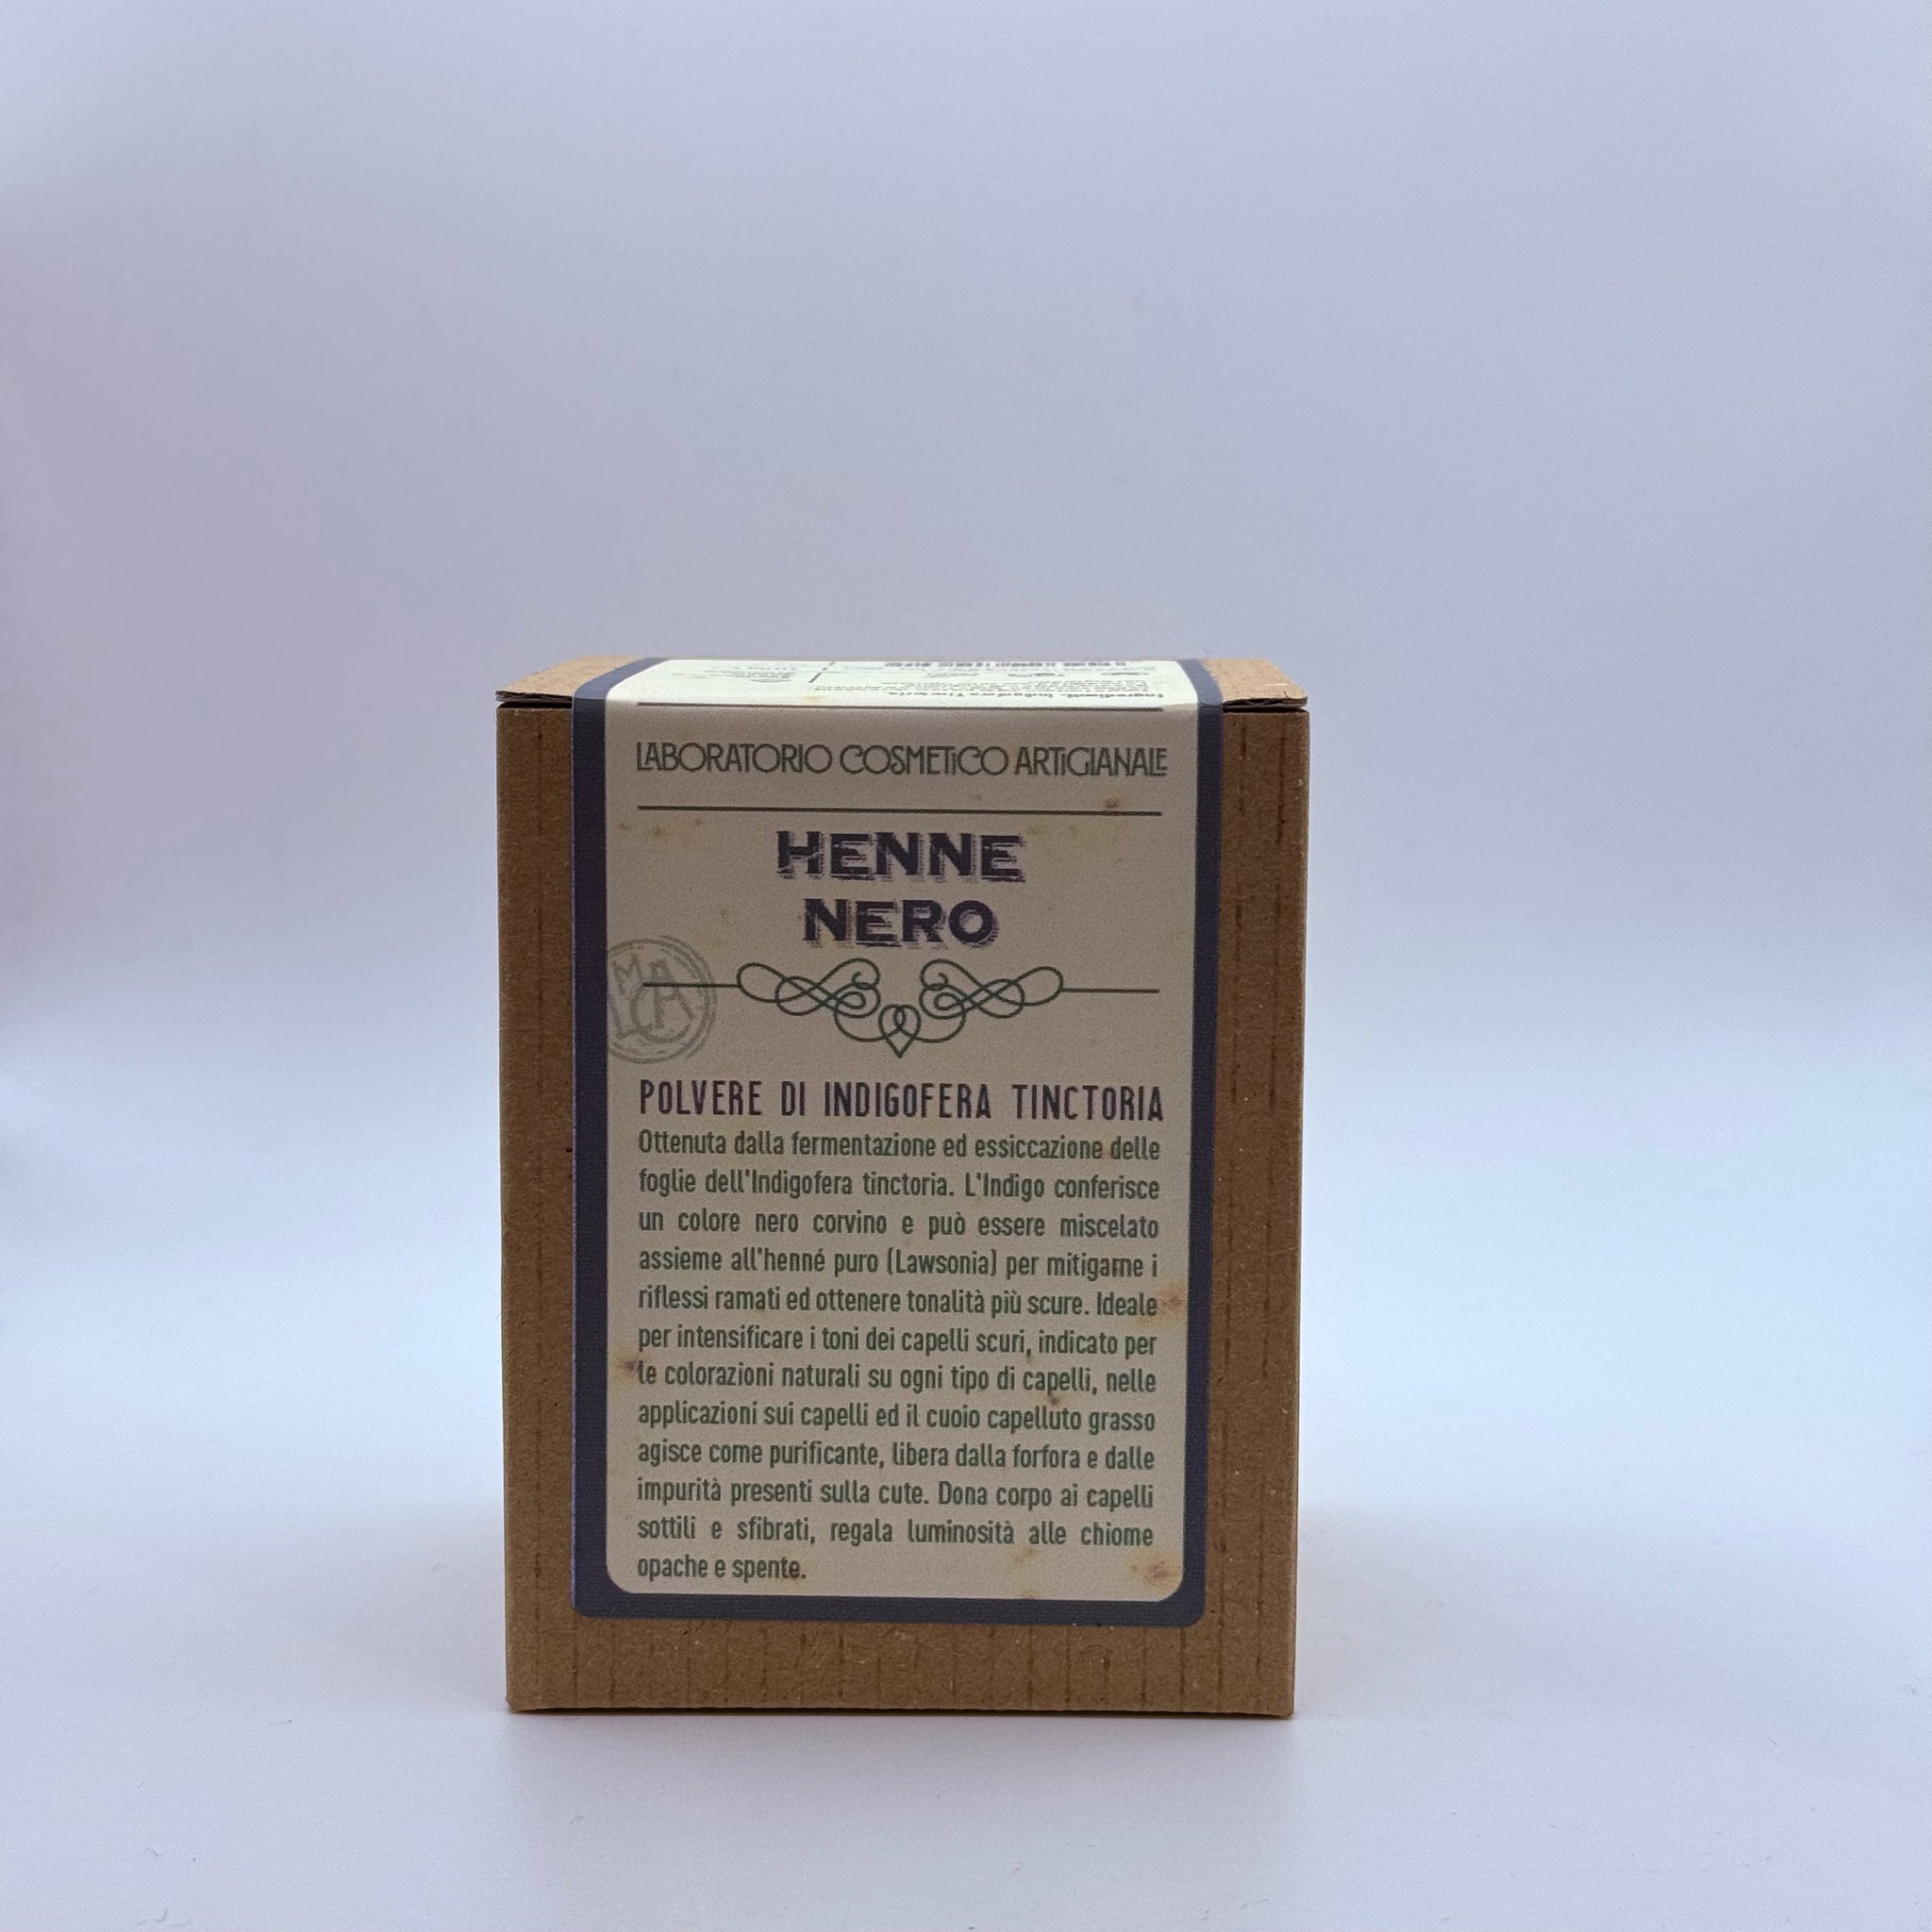 Ingredienti: Indigofera Tinctoria.
LABORATORIO COSMETICO ARTIGIANALE
HENNE
NERO
POLVERE DI INDIGOFERA TINCTORIA
Ottenuta dalla fermentazione ed essiccazione delle
foglie dell'Indigofera tinctoria. L'Indigo conferisce
un colore nero corvino e può essere miscelato
assieme all'henné puro (Lawsonia) per mitigarne i
riflessi ramati ed ottenere tonalità più scure. Ideale
per intensificare i toni dei capelli scuri, indicato per
le colorazioni naturali su ogni tipo di capelli, nelle
applicazioni sui capelli ed il cuoio capelluto grasso
agisce come purificante, libera dalla forfora e dalle
impurità presenti sulla cute. Dona corpo ai capelli
sottili e sfibrati, regala luminosità alle chiome
opache e spente.